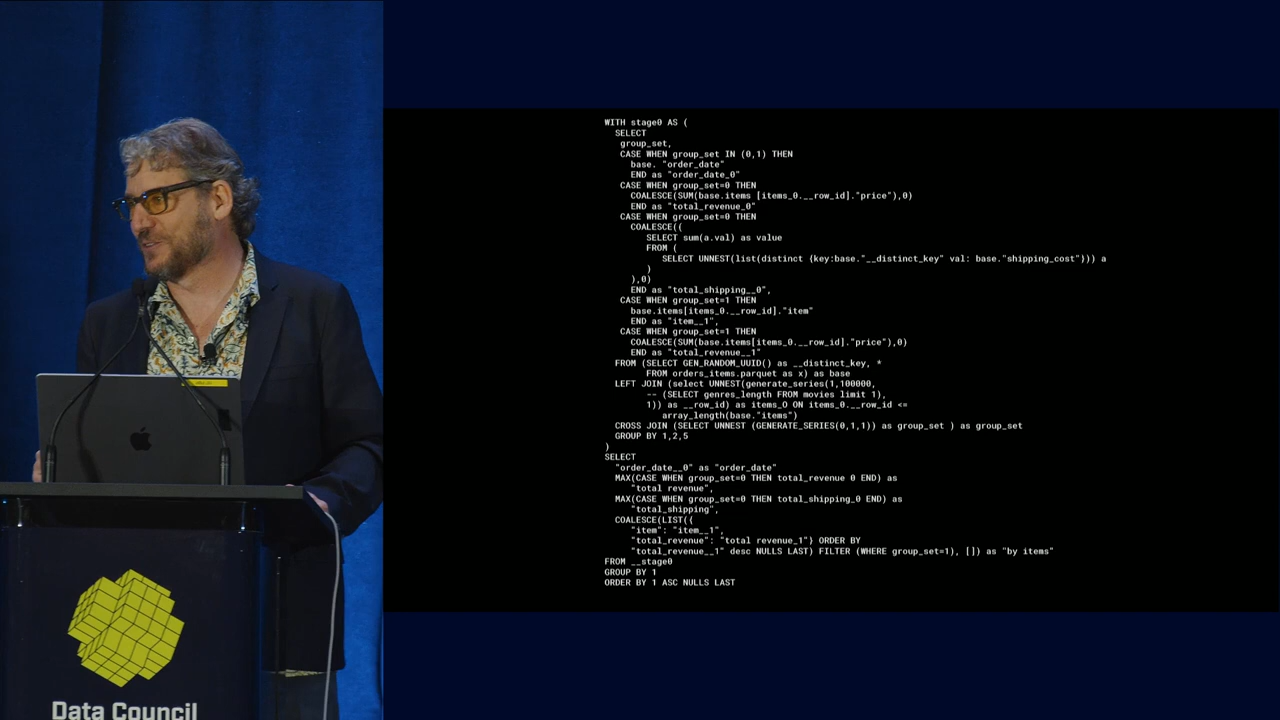 WITH stage0 AS (
SELECT
group_set,
CASE WHEN group_set IN (0,1) THEN
base. "order_date"
END as "order_date_0"
CASE WHEN group_set=0 THEN
COALESCE(SUM(base.items [items_0.__row_id]."price"),0)
END as "total_revenue_0"
CASE WHEN group_set=0 THEN
COALESCE((
SELECT sum(a.val) as value
FROM (
SELECT UNNEST(list(distinct {key:base."__distinct_key" val: base."shipping_cost"})) a
)
),0)
END as "total_shipping__0",
CASE WHEN group_set=1 THEN
base.items[items_0.__row_id]."item"
END as "item__1",
CASE WHEN group_set=1 THEN
COALESCE(SUM(base.items[items_0.__row_id]."price"),0)
END as "total_revenue__1"
FROM (SELECT GEN_RANDOM_UUID() as __distinct_key, *
FROM orders_items.parquet as x) as base
LEFT JOIN (select UNNEST(generate_series(1,100000,
-- (SELECT genres_length FROM movies limit 1),
1)) as __row_id) as items_0 ON items_0.__row_id <=
array_length(base."items")
CROSS JOIN (SELECT UNNEST (GENERATE_SERIES(0,1,1)) as group_set ) as group_set
GROUP BY 1,2,5
)
SELECT
"order_date__0" as "order_date"
MAX(CASE WHEN group_set=0 THEN total_revenue 0 END) as
"total revenue",
MAX(CASE WHEN group_set=0 THEN total_shipping_0 END) as
"total_shipping",
COALESCE(LIST({
"item": "item__1",
"total_revenue": "total revenue_1"} ORDER BY
"total_revenue__1" desc NULLS LAST) FILTER (WHERE group_set=1), []) as "by items"
FROM __stage0
GROUP BY 1
ORDER BY 1 ASC NULLS LAST
Data Council